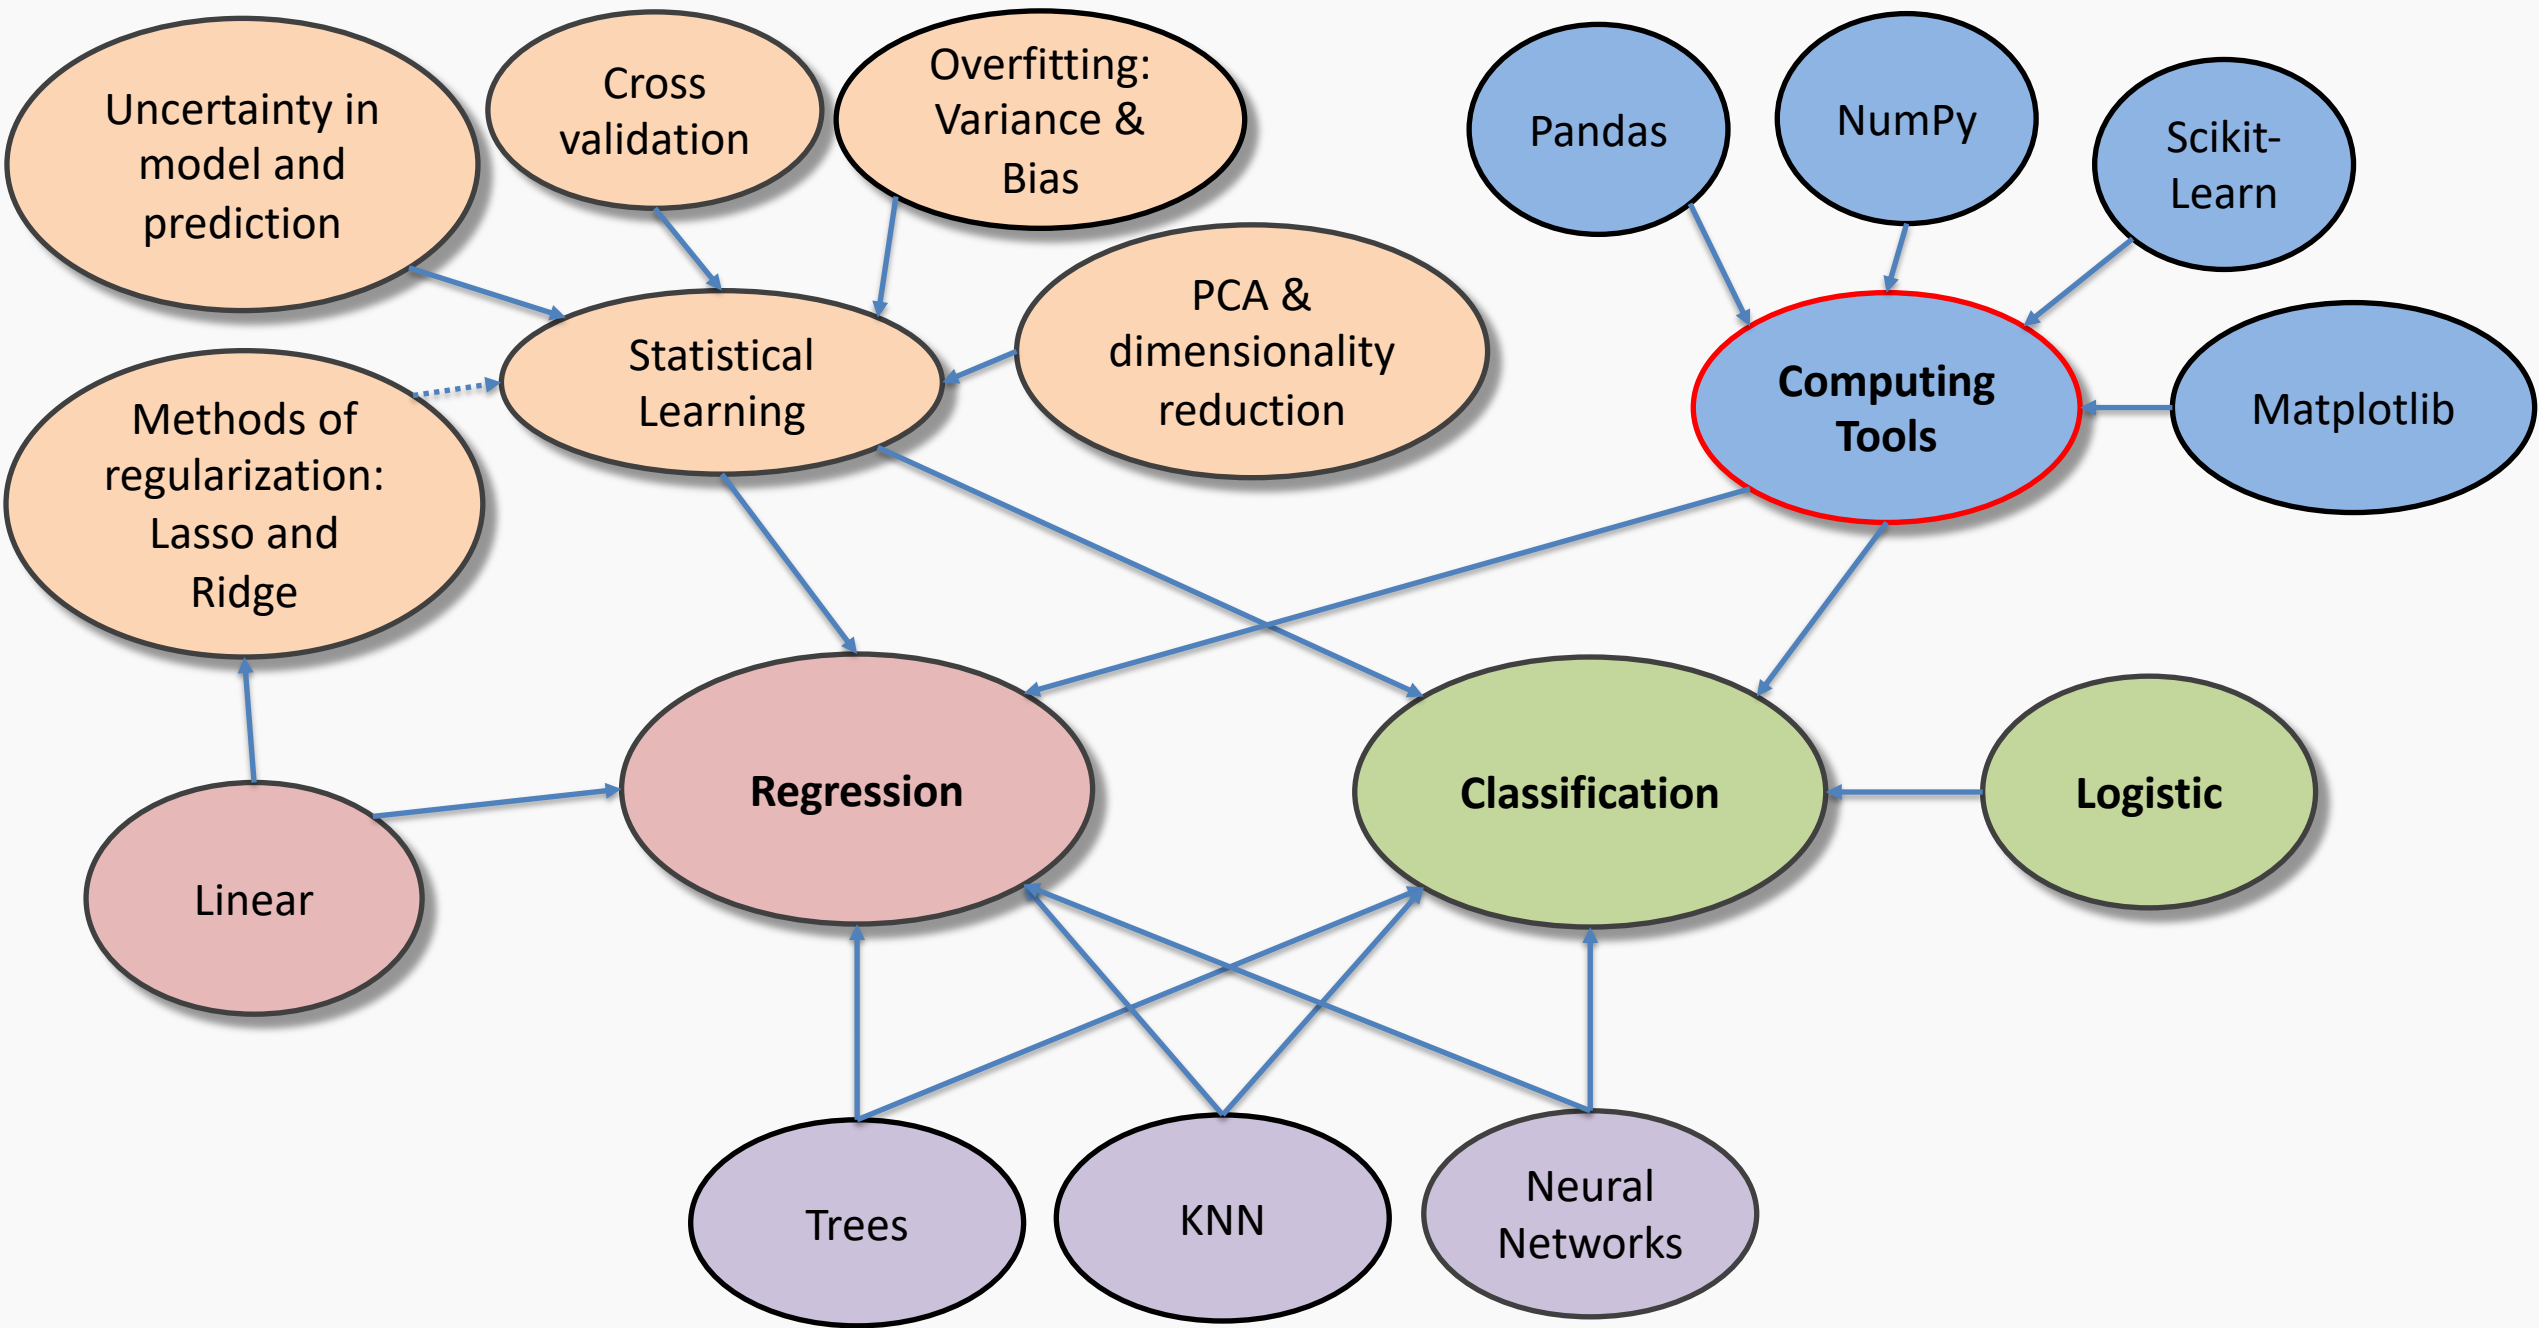 Uncertainty in
model and
prediction
Cross
validation
Overfitting:
Variance &
Bias
Pandas
NumPy
Scikit-
Learn
PCA &
dimensionality
reduction
Statistical
Learning
Computing
Tools
Matplotlib
Methods of
regularization:
Lasso and
Ridge
Regression
Classification
Logistic
Linear
Trees
KNN
Neural
Networks